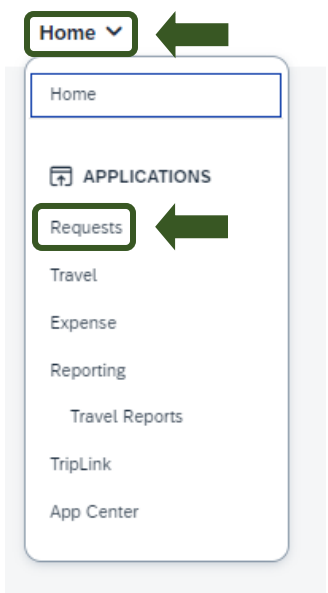 Home
Home
APPLICATIONS
Requests
Travel
Expense
Reporting
Travel Reports
TripLink
App Center